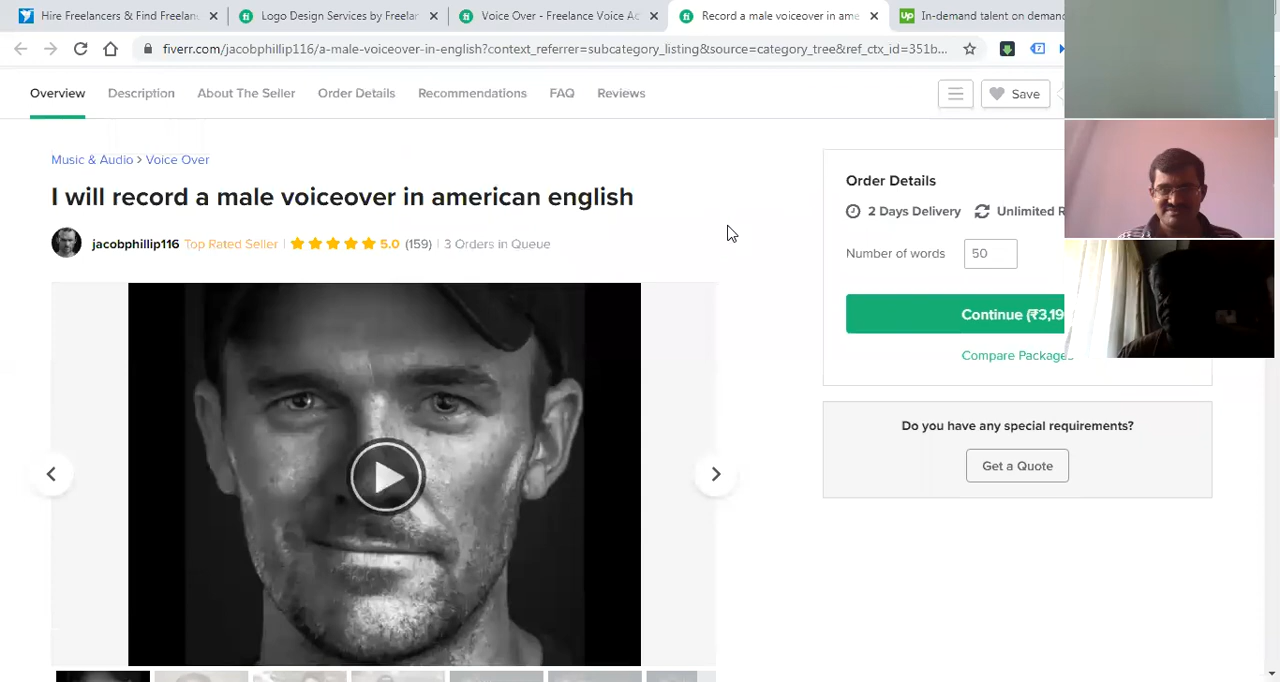 Hire Freelancers & Find Freelan
Logo Design Services by Freelan
Voice Over - Freelance Voice Ac
Record a male voiceover in ame
Up In-demand talent on demand
fiverr.com/jacobphillip116/a-male-voiceover-in-english?context_referrer=subcategory_listing&source=category_tree&ref_ctx_id=351b...
Overview Description About The Seller Order Details Recommendations FAQ Reviews Save
Music & Audio > Voice Over
I will record a male voiceover in american english
jacobphillip116 Top Rated Seller | 5.0 (159) | 3 Orders in Queue
Order Details
2 Days Delivery Unlimited R
Number of words 50
Continue (₹3,19
Compare Packages
Do you have any special requirements?
Get a Quote